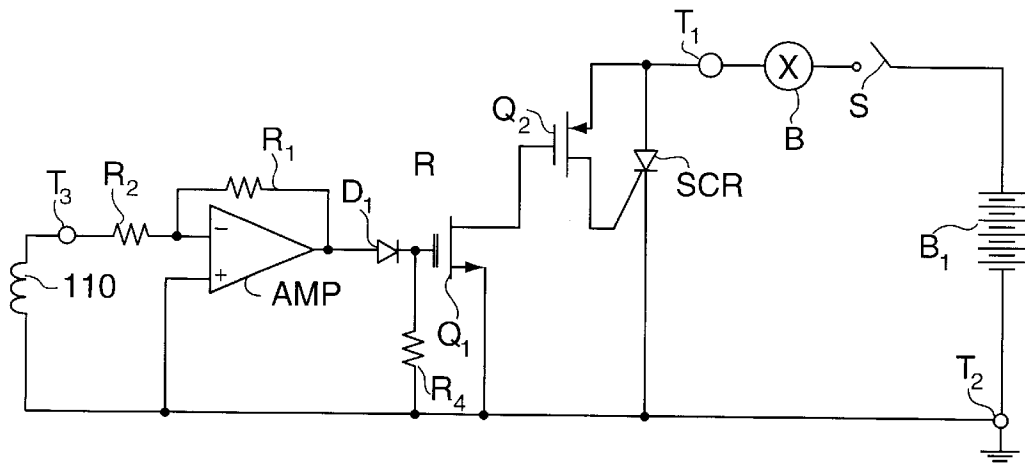 T₁
B
S
Q₂
R
R₁
SCR
T₃
R₂
D₁
−
+
AMP
110
B₁
Q₁
R₄
T₂